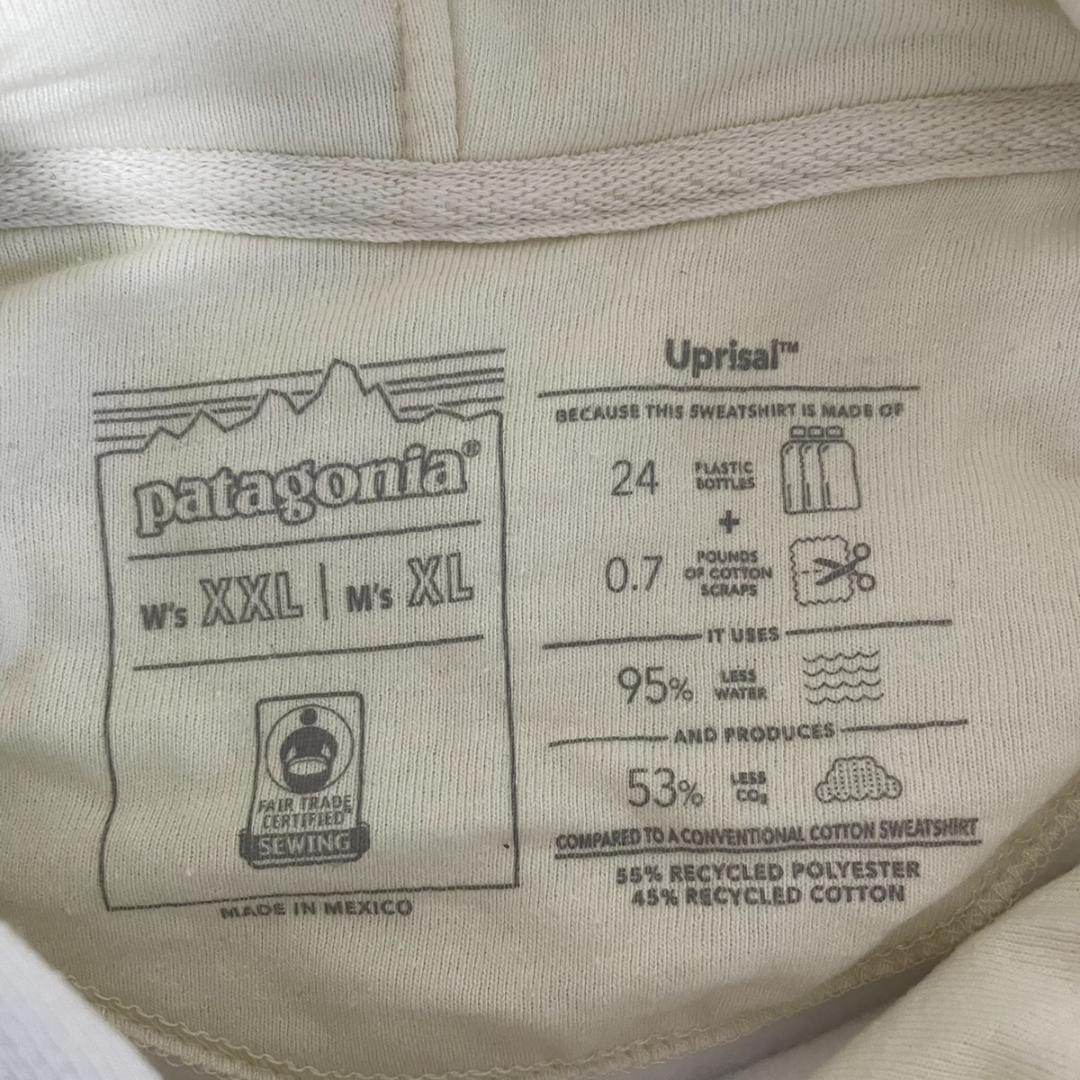 patagonia®
W's XXL | M's XL
FAIR TRADE
CERTIFIED™
SEWING
MADE IN MEXICO
Uprisal™
BECAUSE THIS SWEATSHIRT IS MADE OF
24 PLASTIC
BOTTLES
+
0.7 POUNDS
OF COTTON
SCRAPS
IT USES
95% LESS
WATER
AND PRODUCES
53% LESS
CO₂
COMPARED TO A CONVENTIONAL COTTON SWEATSHIRT
55% RECYCLED POLYESTER
45% RECYCLED COTTON